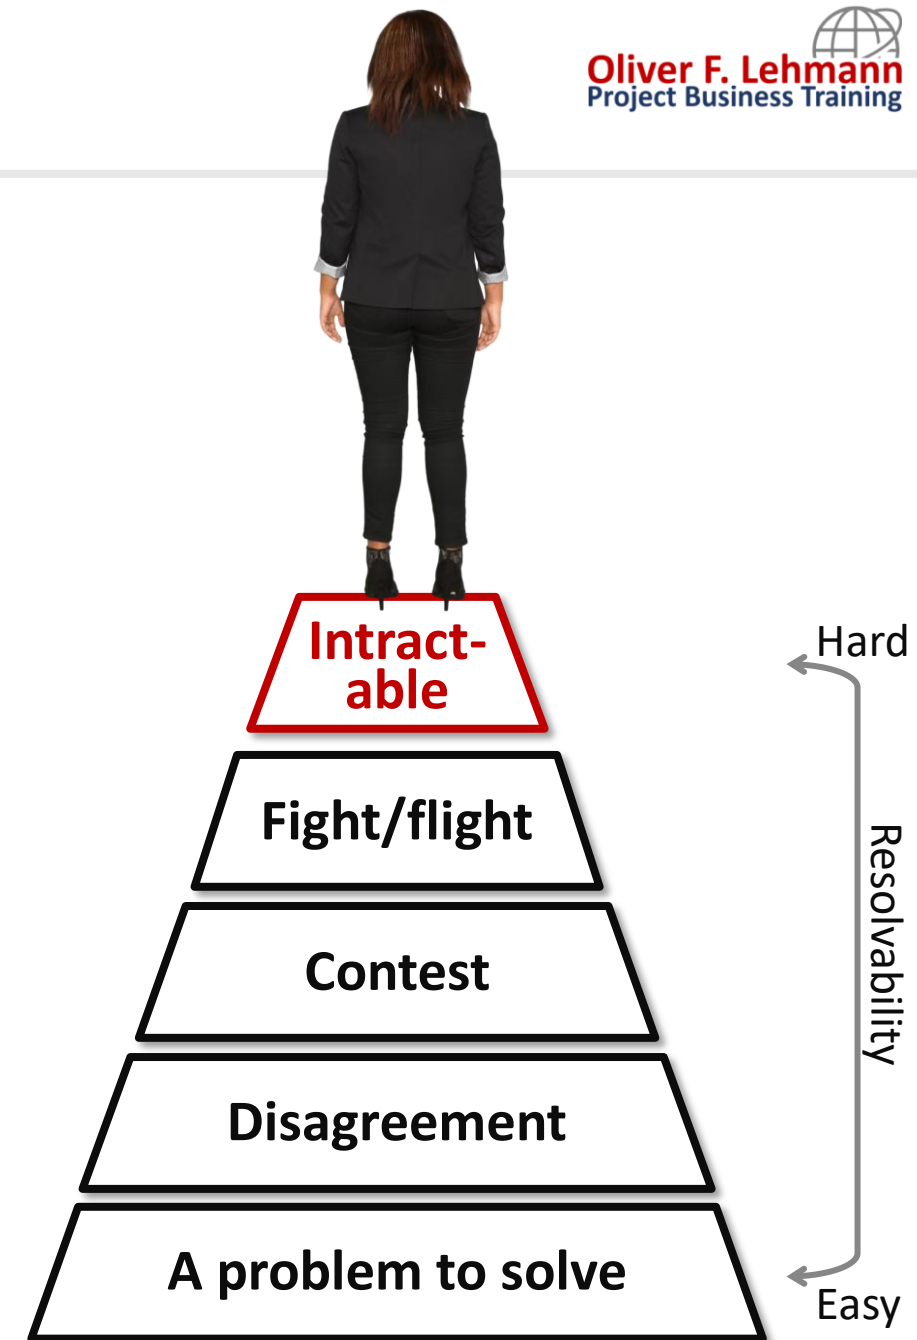 Oliver F. Lehmann
Project Business Training
Intract-
able
Hard
Fight/flight
Resolvability
Contest
Disagreement
A problem to solve
Easy